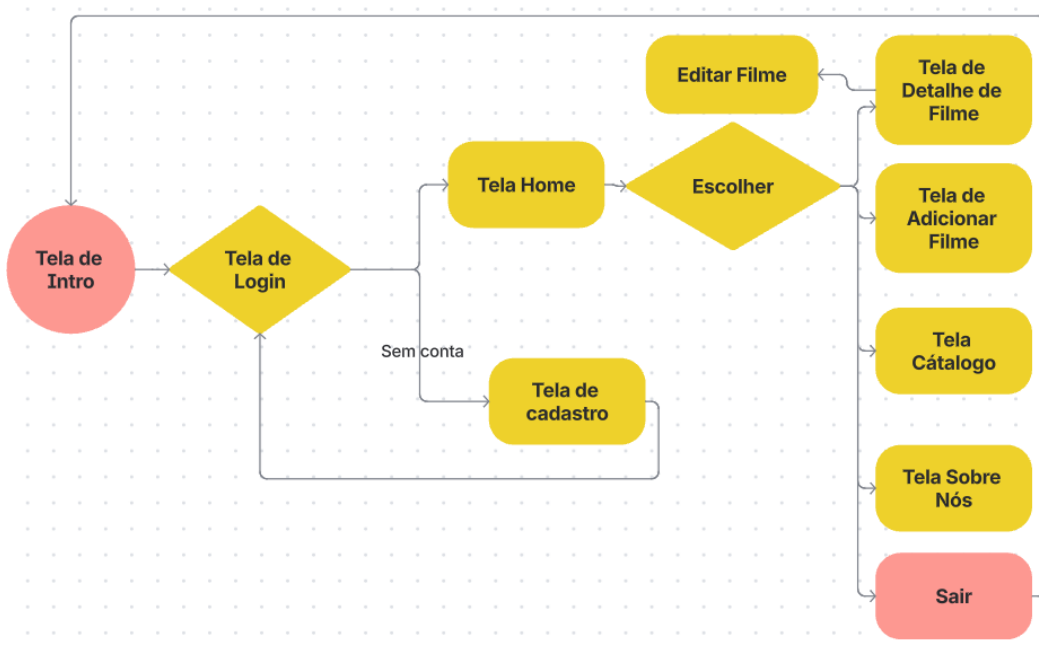 Tela de
Intro
Tela de
Login
Sem conta
Tela Home
Tela de
cadastro
Escolher
Editar Filme
Tela de
Detalhe de
Filme
Tela de
Adicionar
Filme
Tela
Cátalogo
Tela Sobre
Nós
Sair